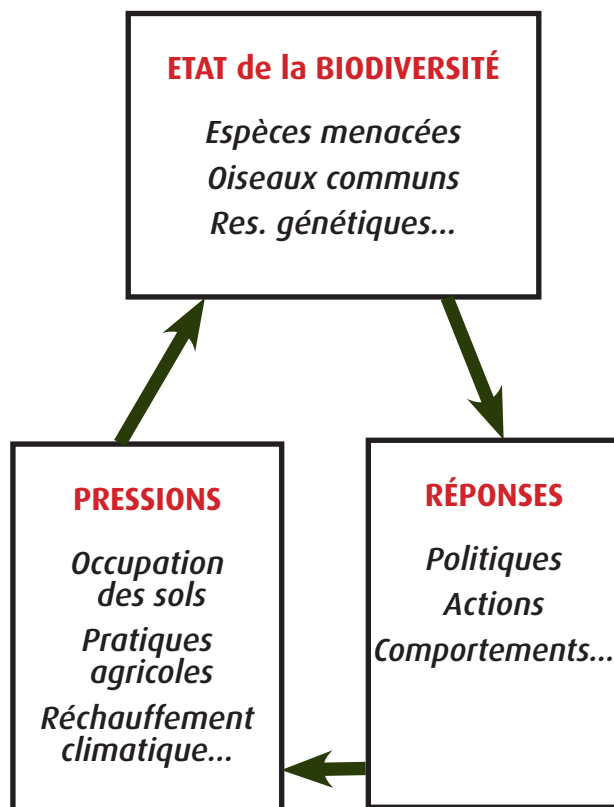 ETAT de la BIODIVERSITÉ
Espèces menacées
Oiseaux communs
Res. génétiques...
PRESSIONS
Occupation
des sols
Pratiques
agricoles
Réchauffement
climatique...
RÉPONSES
Politiques
Actions
Comportements...